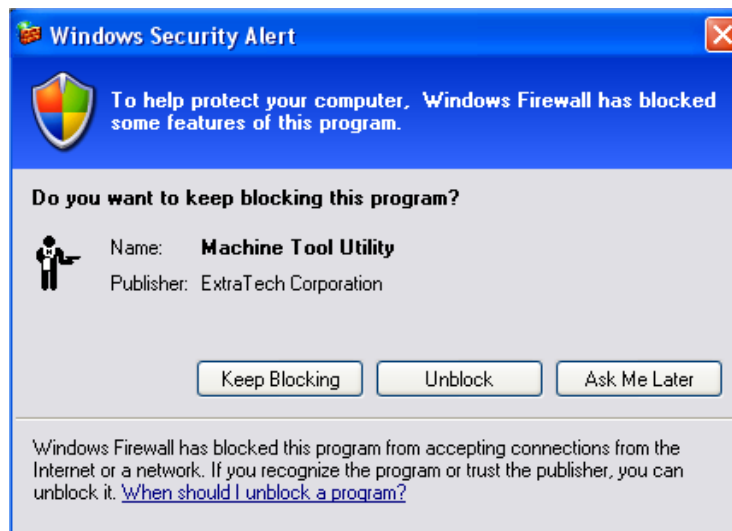 Windows Security Alert
To help protect your computer, Windows Firewall has blocked
some features of this program.
Do you want to keep blocking this program?
Name: Machine Tool Utility
Publisher: ExtraTech Corporation
Keep Blocking Unblock Ask Me Later
Windows Firewall has blocked this program from accepting connections from the
Internet or a network. If you recognize the program or trust the publisher, you can
unblock it. When should I unblock a program?